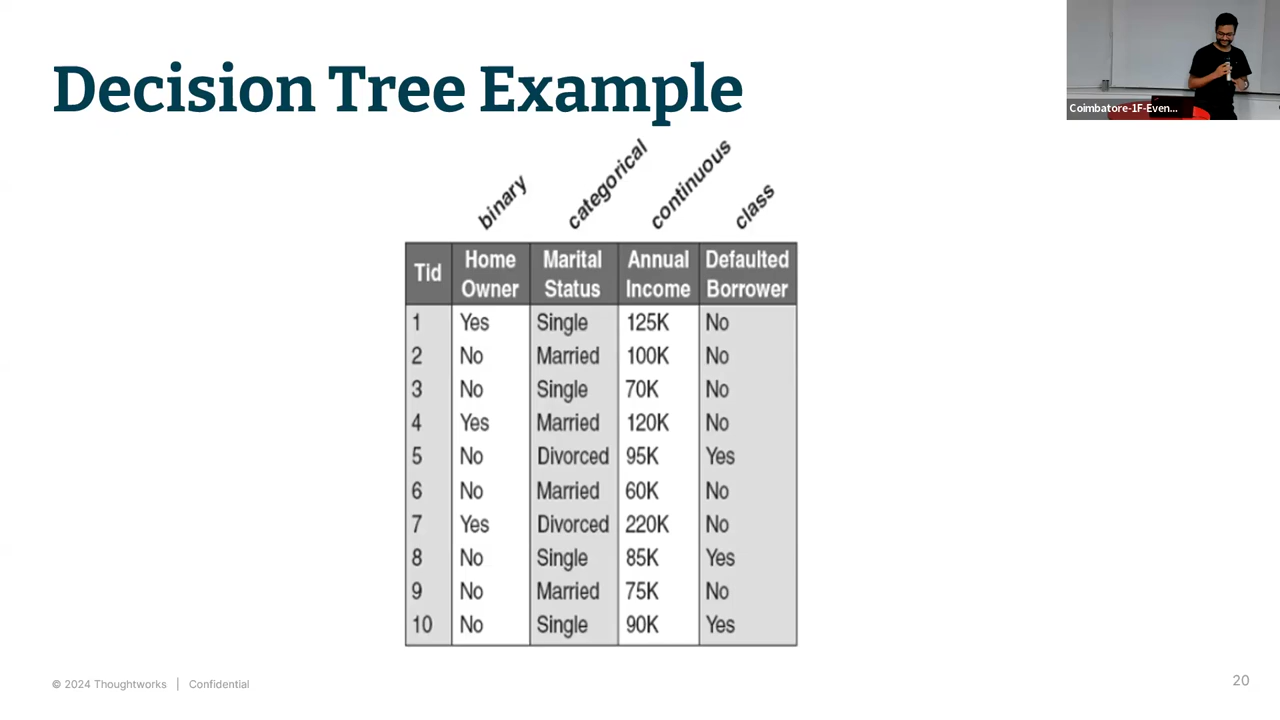 Decision Tree Example
Coimbatore-1F-Even...
binary categorical continuous class
Tid Home Owner Marital Status Annual Income Defaulted Borrower
1 Yes Single 125K No
2 No Married 100K No
3 No Single 70K No
4 Yes Married 120K No
5 No Divorced 95K Yes
6 No Married 60K No
7 Yes Divorced 220K No
8 No Single 85K Yes
9 No Married 75K No
10 No Single 90K Yes
© 2024 Thoughtworks | Confidential
20